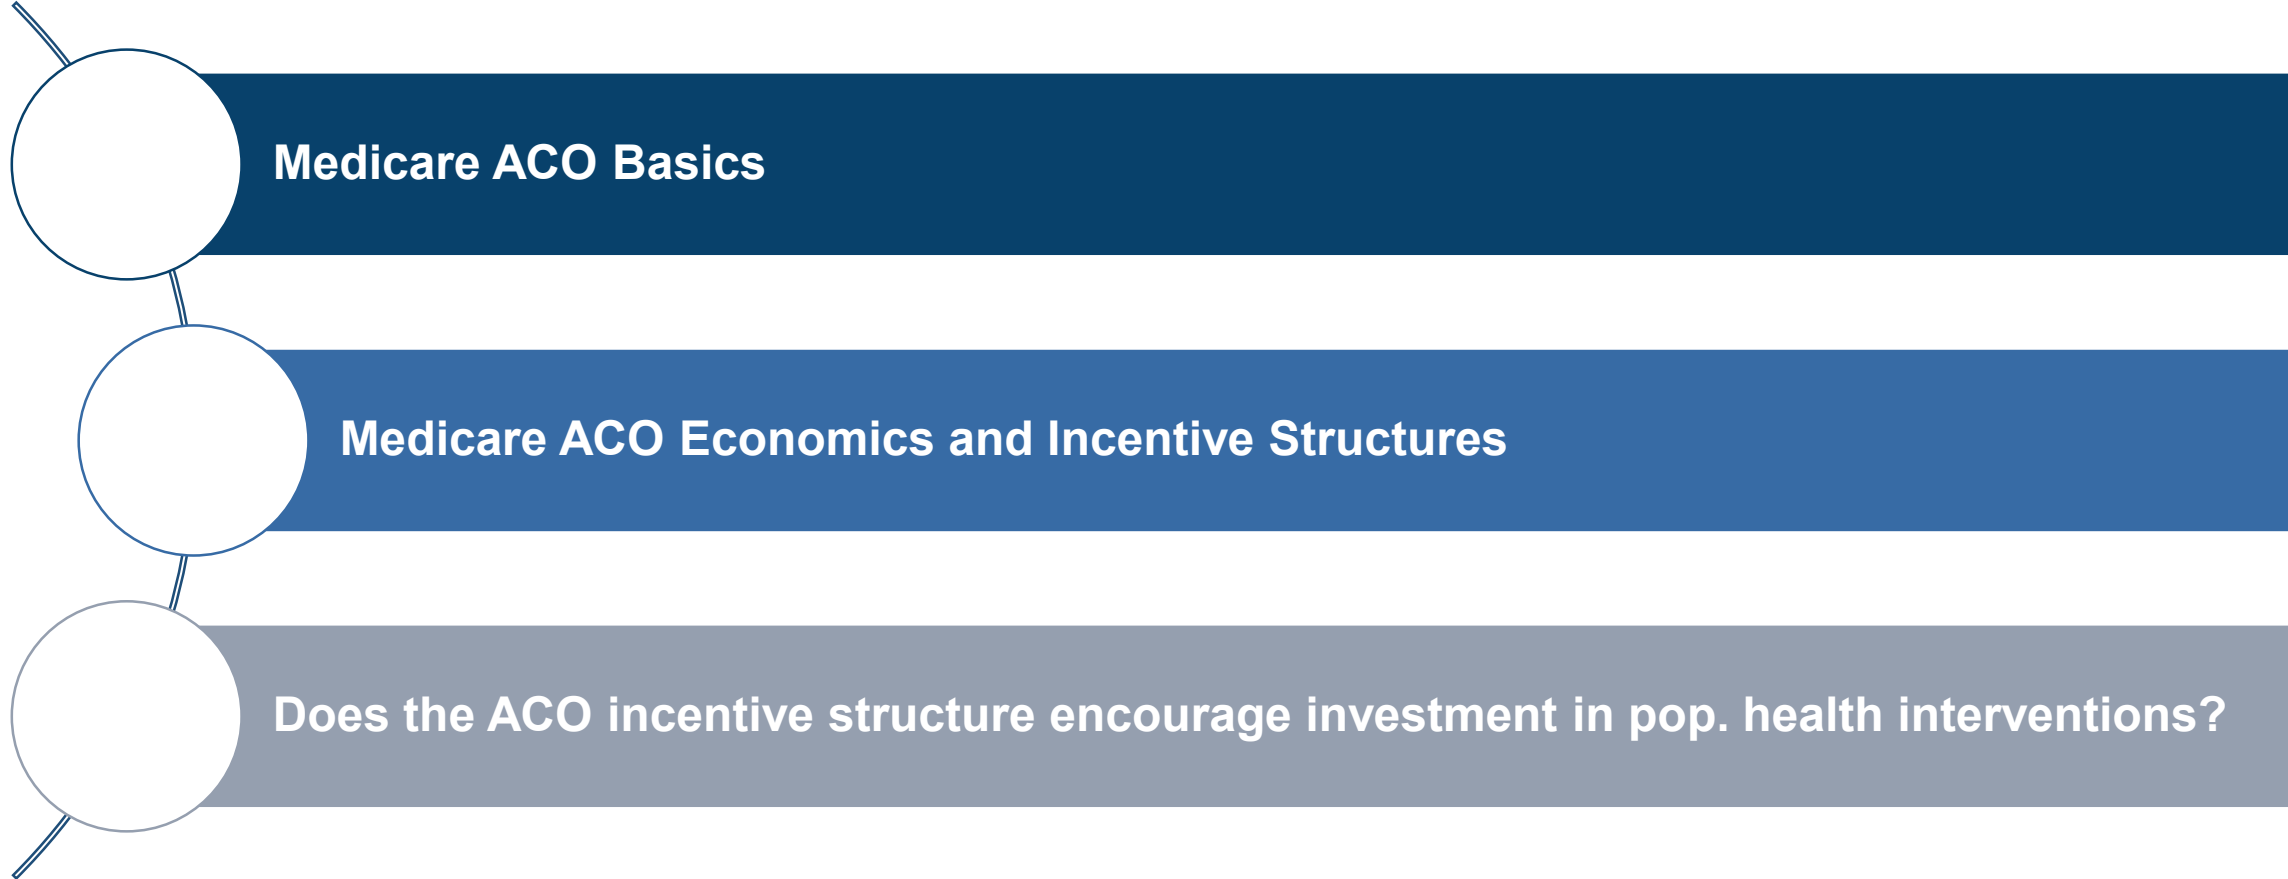 Medicare ACO Basics
Medicare ACO Economics and Incentive Structures
Does the ACO incentive structure encourage investment in pop. health interventions?